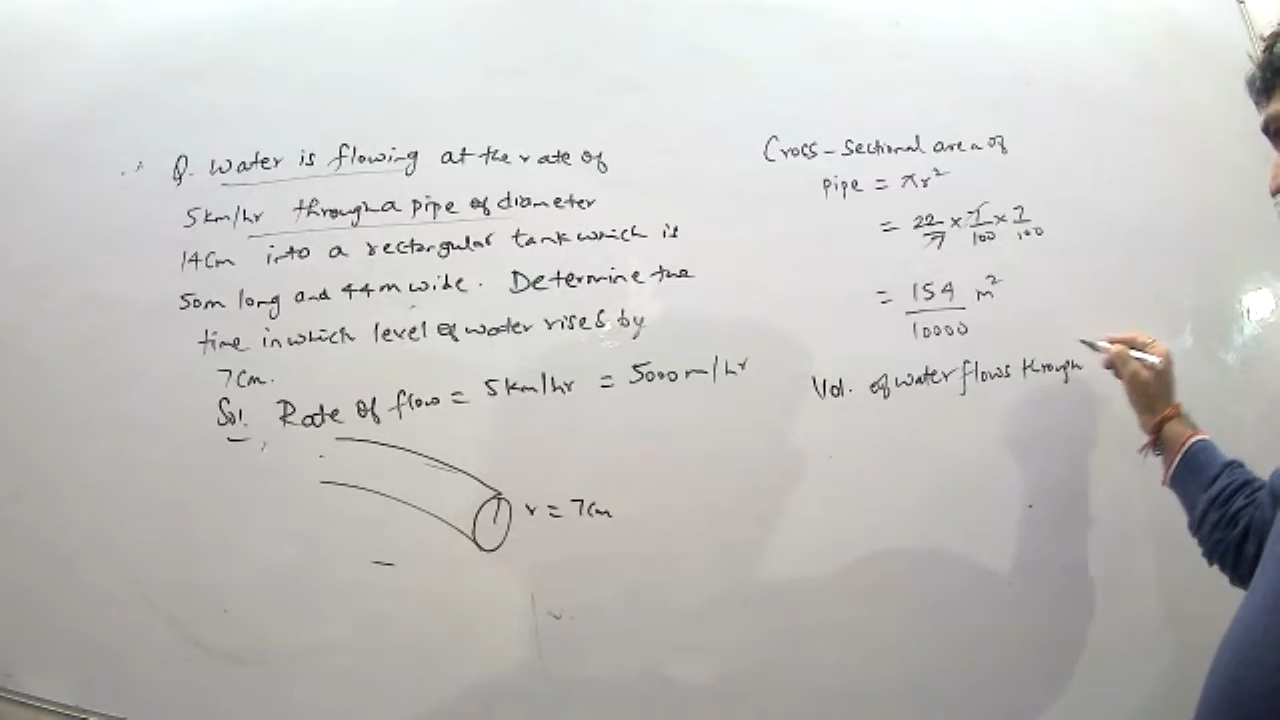 ∴ Q. Water is flowing at the rate of
5km/hr through a pipe of diameter
14cm into a rectangular tank which is
50m long and 44m wide. Determine the
time in which level of water rises by
7cm.
Sol. Rate of flow = 5km/hr = 5000m/hr
r = 7cm
Cross-sectional area of
pipe = πr²
= 22/7 × 7/100 × 7/100
= 154/10000 m²
Vol. of water flows through